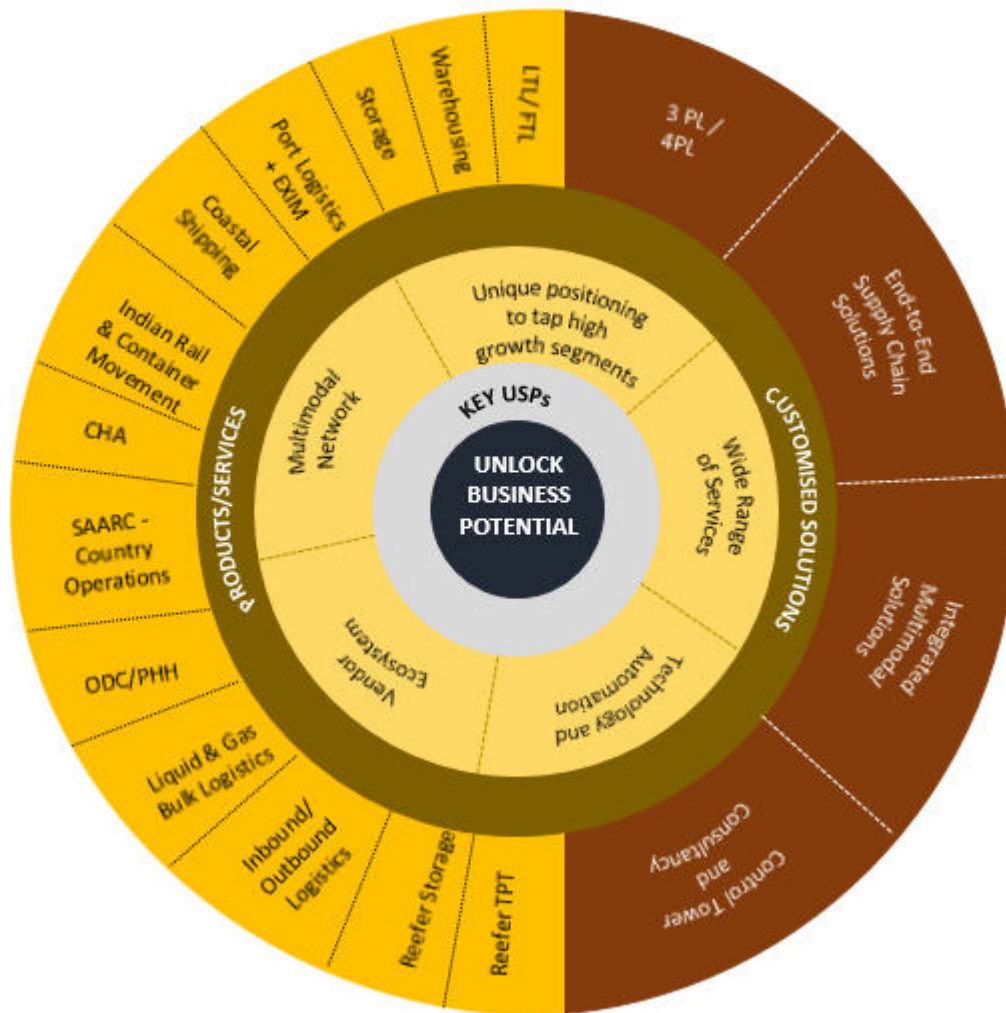 UNLOCK
BUSINESS
POTENTIAL
KEY USPs
Unique positioning
to tap high
growth segments
Wide Range
of Services
Technology and
Automation
Vendor
Ecosystem
Multimodal
Network
PRODUCTS/SERVICES
LTL/ FTL
Warehousing
Storage
Port Logistics
+ EXIM
Coastal
Shipping
Indian Rail
& Container
Movement
CHA
SAARC -
Country
Operations
ODC/PHH
Liquid & Gas
Bulk Logistics
Inbound/
Outbound
Logistics
Reefer Storage
Reefer TPT
CUSTOMISED SOLUTIONS
3 PL /
4PL
End-to-End
Supply Chain
Solutions
Integrated
Multimodal
Solutions
Control Tower
and
Consultancy